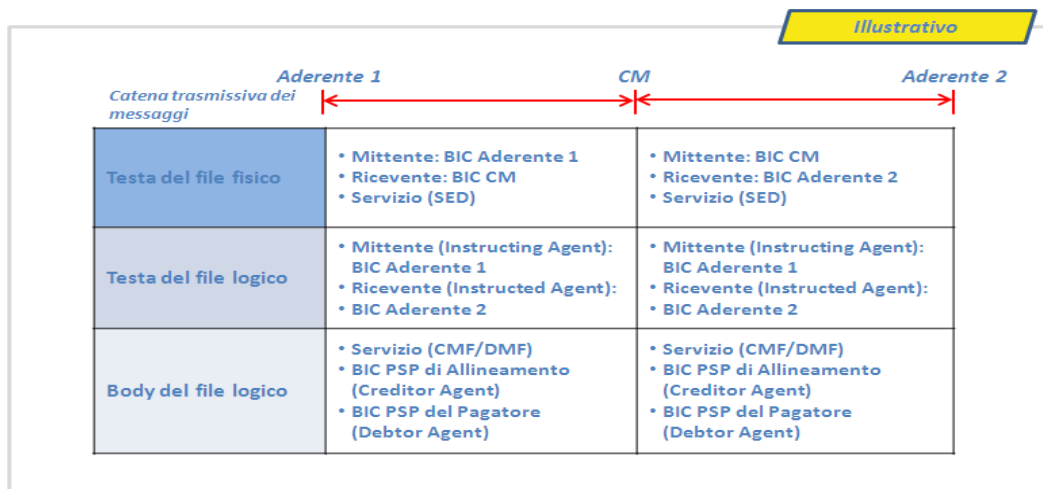 Illustrativo
Aderente 1
CM
Aderente 2
Catena trasmissiva dei
messaggi
Testa del file fisico
• Mittente: BIC Aderente 1
• Ricevente: BIC CM
• Servizio (SED)
• Mittente: BIC CM
• Ricevente: BIC Aderente 2
• Servizio (SED)
Testa del file logico
• Mittente (Instructing Agent):
BIC Aderente 1
• Ricevente (Instructed Agent):
• BIC Aderente 2
• Mittente (Instructing Agent):
BIC Aderente 1
• Ricevente (Instructed Agent):
• BIC Aderente 2
Body del file logico
• Servizio (CMF/DMF)
• BIC PSP di Allineamento
(Creditor Agent)
• BIC PSP del Pagatore
(Debtor Agent)
• Servizio (CMF/DMF)
• BIC PSP di Allineamento
(Creditor Agent)
• BIC PSP del Pagatore
(Debtor Agent)